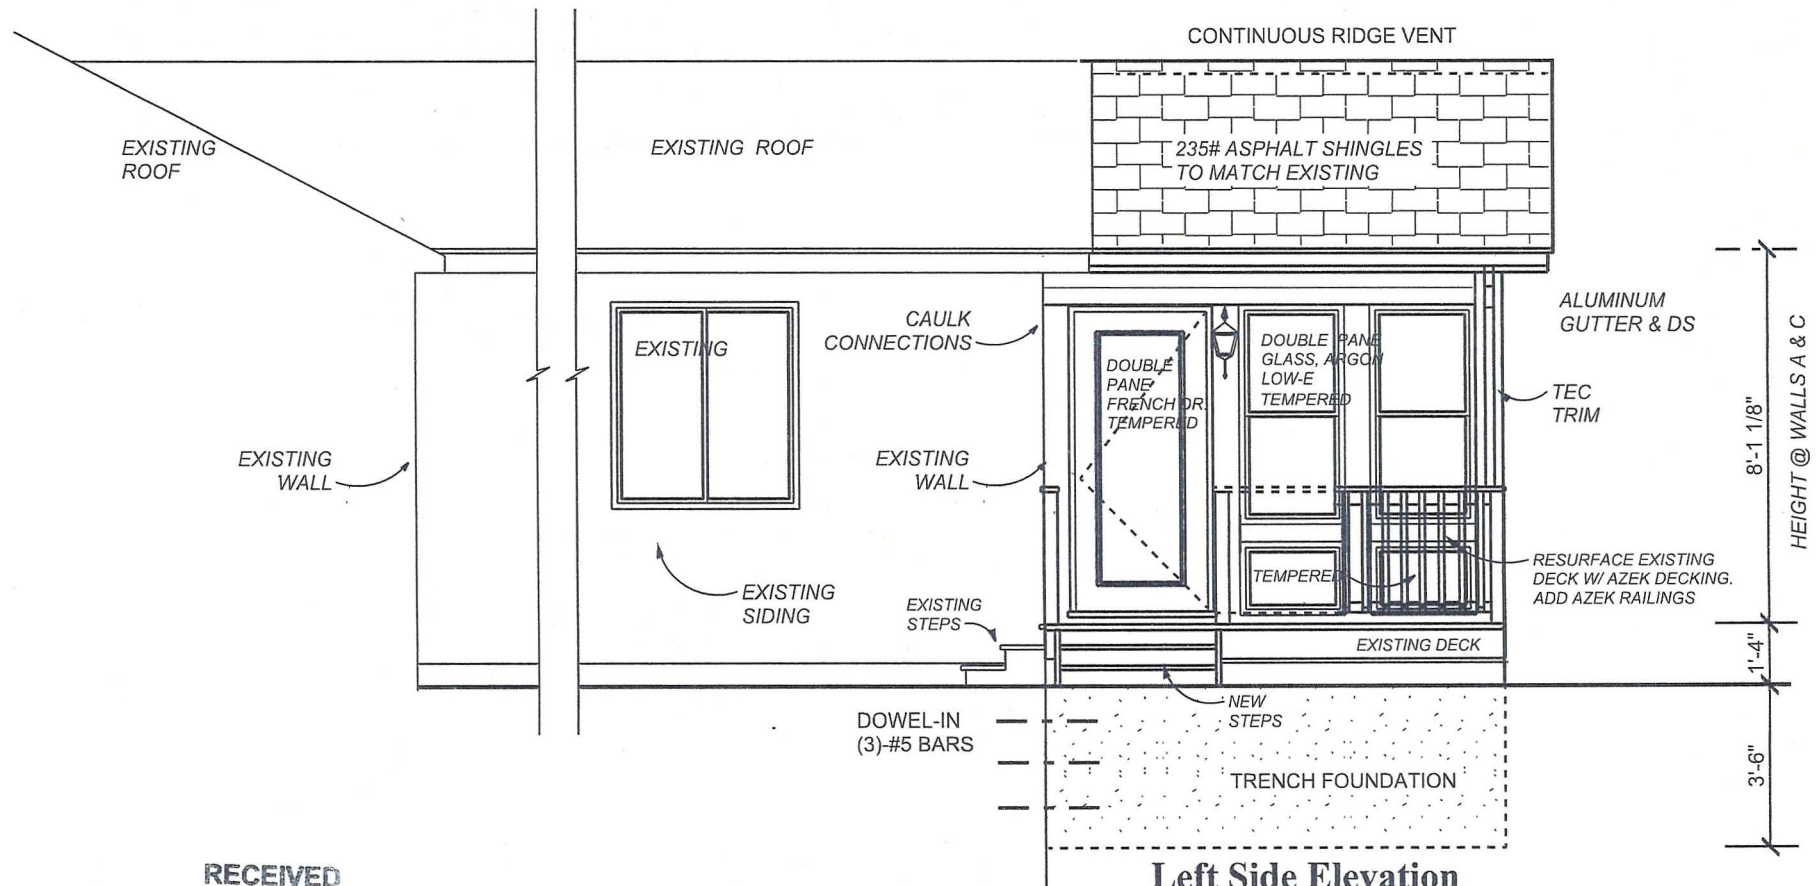 CONTINUOUS RIDGE VENT
EXISTING
ROOF
EXISTING ROOF
235# ASPHALT SHINGLES
TO MATCH EXISTING
ALUMINUM
GUTTER & DS
CAULK
CONNECTIONS
EXISTING
DOUBLE
PANE
FRENCH DR.
TEMPERED
DOUBLE PANE
GLASS, ARGON
LOW-E
TEMPERED
TEC
TRIM
8'-1 1/8"
HEIGHT @ WALLS A & C
EXISTING
WALL
EXISTING
WALL
EXISTING
SIDING
EXISTING
STEPS
TEMPERED
RESURFACE EXISTING
DECK W/ AZEK DECKING.
ADD AZEK RAILINGS
EXISTING DECK
1'-4"
NEW
STEPS
DOWEL-IN
(3)-#5 BARS
TRENCH FOUNDATION
3'-6"
RECEIVED
Left Side Elevation